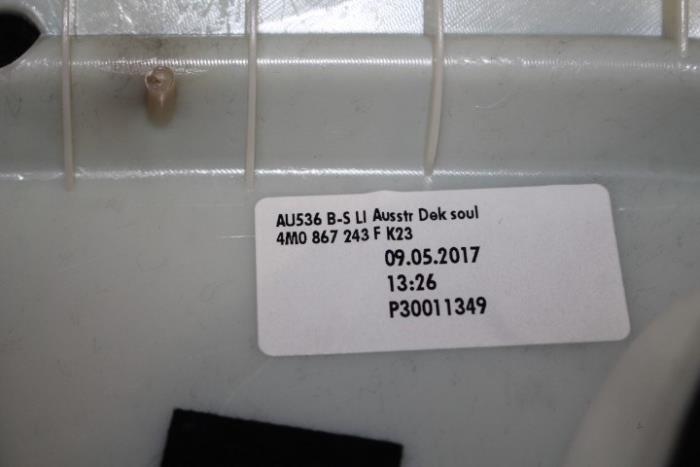 AU536 B-S LI Ausstr Dek soul
4M0 867 243 F K23
09.05.2017
13:26
P30011349